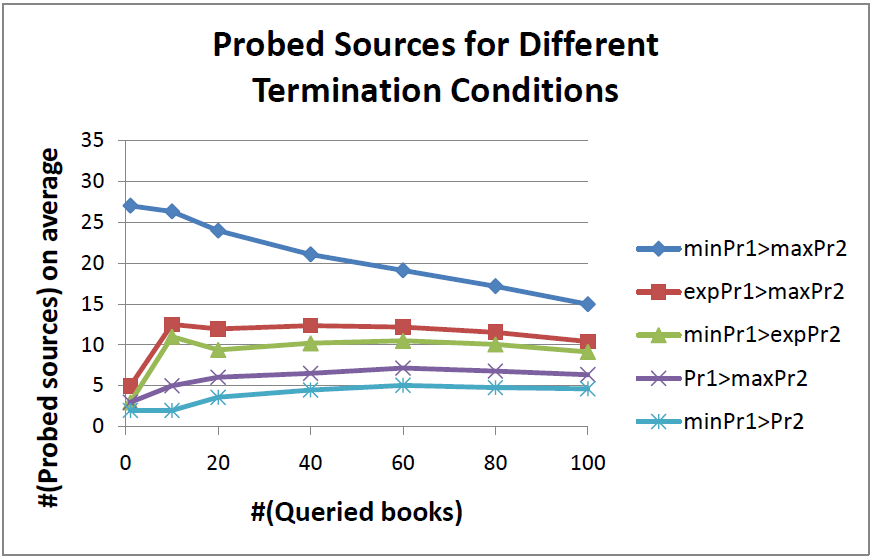 Probed Sources for Different
Termination Conditions
#(Probed sources) on average
35
30
25
20
15
10
5
0
0 20 40 60 80 100
#(Queried books)
minPr1>maxPr2
expPr1>maxPr2
minPr1>expPr2
Pr1>maxPr2
minPr1>Pr2